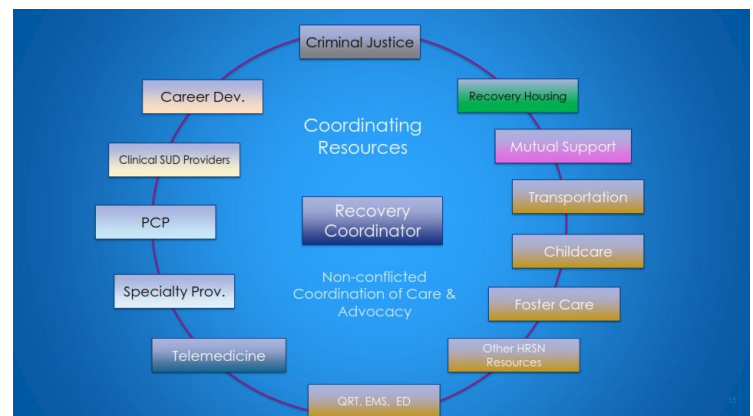 Criminal Justice
Career Dev.
Recovery Housing
Coordinating
Resources
Mutual Support
Clinical SUD Providers
Transportation
PCP
Recovery
Coordinator
Childcare
Non-conflicted
Coordination of Care &
Advocacy
Specialty Prov.
Foster Care
Telemedicine
Other HRSN
Resources
QRT, EMS. ED
15